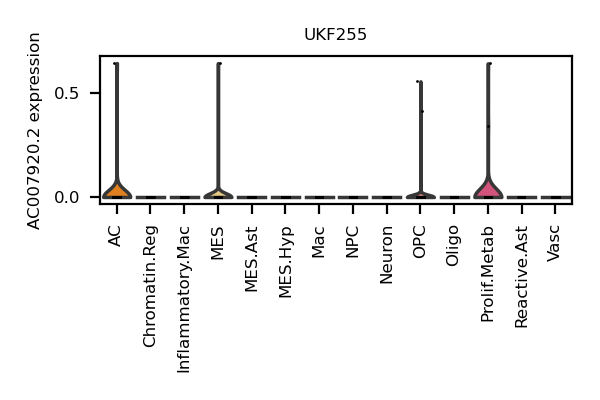 UKF255
AC007920.2 expression
0.5
0.0
AC
Chromatin.Reg
Inflammatory.Mac
MES
MES.Ast
MES.Hyp
Mac
NPC
Neuron
OPC
Oligo
Prolif.Metab
Reactive.Ast
Vasc